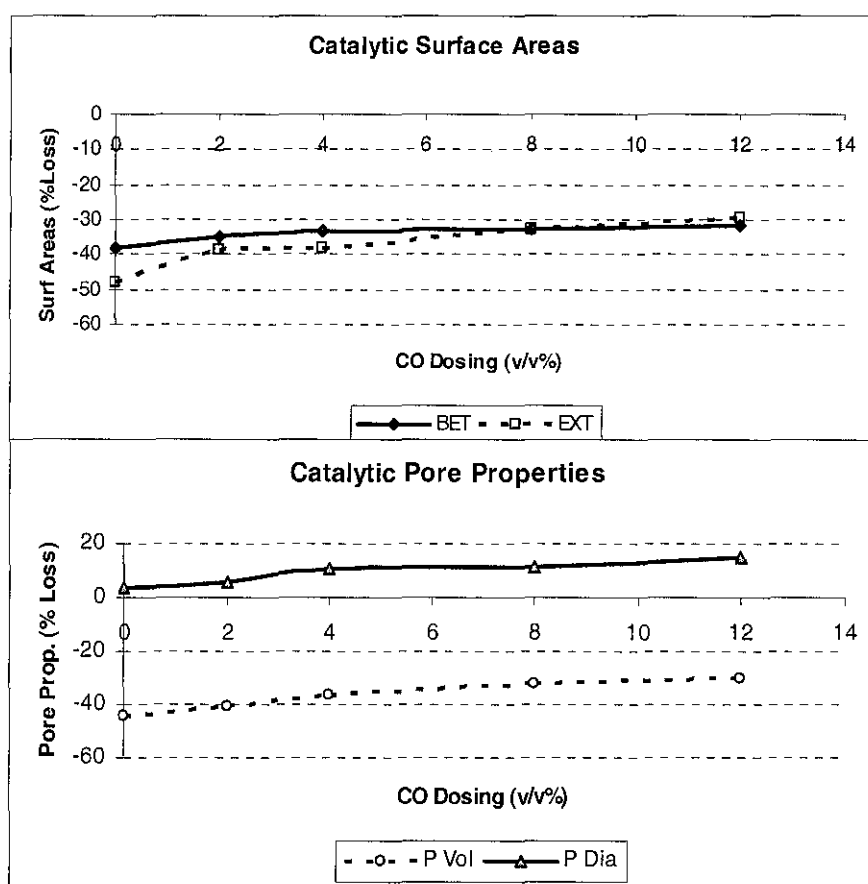 Catalytic Surface Areas
Surf Areas (%Loss)
0
-10
-20
-30
-40
-50
-60
0 2 4 6 8 10 12 14
CO Dosing (v/v%)
BET EXT
Catalytic Pore Properties
Pore Prop. (% Loss)
20
0
-20
-40
-60
0 2 4 6 8 10 12 14
CO Dosing (v/v%)
P Vol P Dia